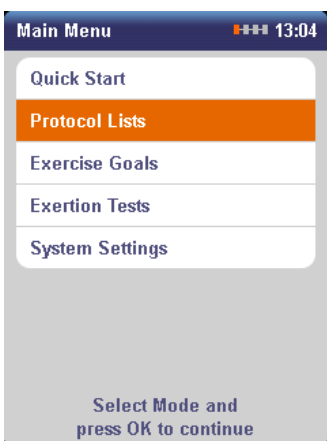 Main Menu 13:04
Quick Start
Protocol Lists
Exercise Goals
Exertion Tests
System Settings
Select Mode and
press OK to continue